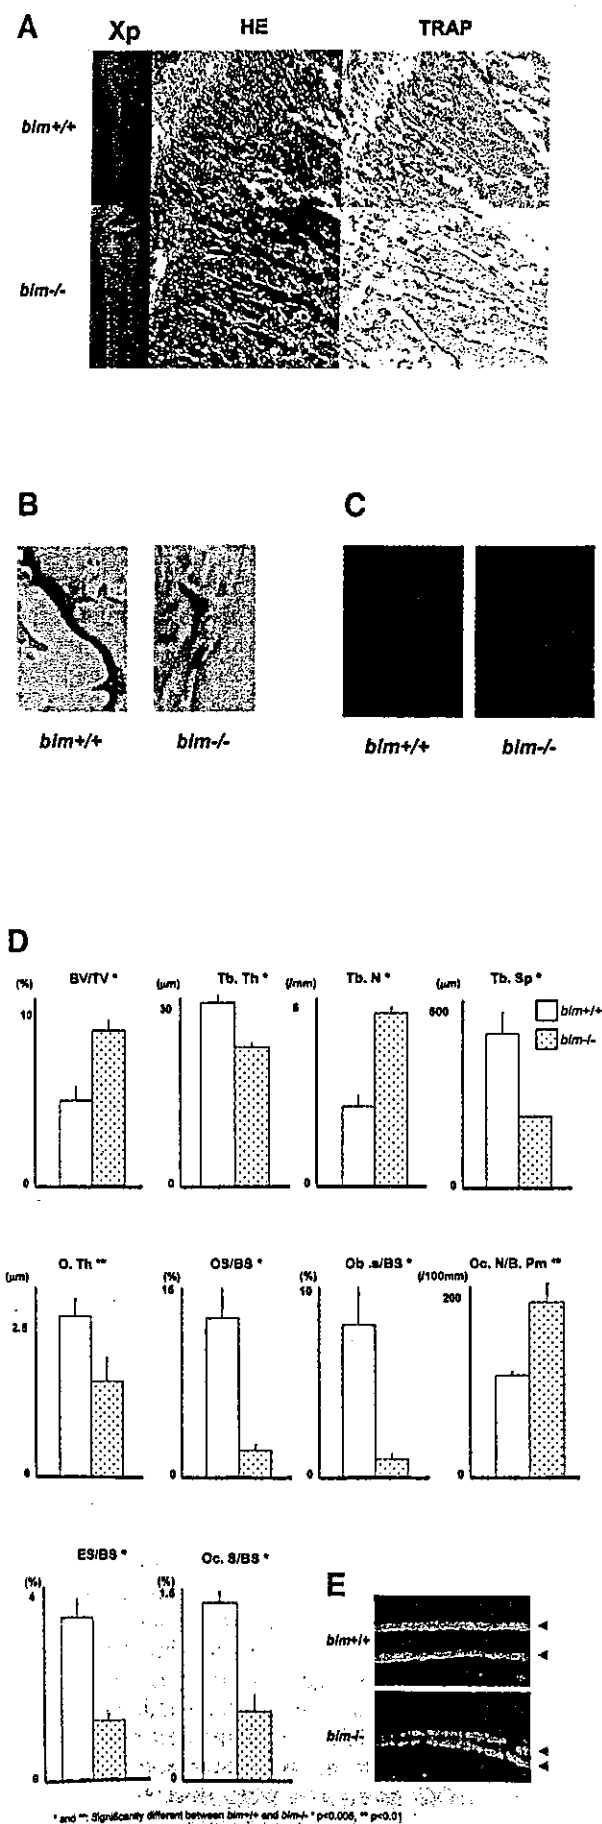 A
Xp HE TRAP
bim+/+
bim-/-
B C
bim+/+ bim-/- bim+/+ bim-/-
D
BV/TV * Tb. Th * Tb. N * Tb. Sp *
(%) (μm) (/mm) (μm)
10 30 600
0 0 0 0
bim+/+
bim-/-
O. Th ** OS/BS * Ob .s/BS * Oc. N/B. Pm **
(μm) (%) (%) (/100mm)
2.5 15 10 200
0 0 0 0
ES/BS * Oc. S/BS *
(%) (%)
4 1.5
0 0
E
bim+/+
bim-/-
* and **: Significantly different between bim+/+ and bim-/- * p<0.005, ** p<0.01